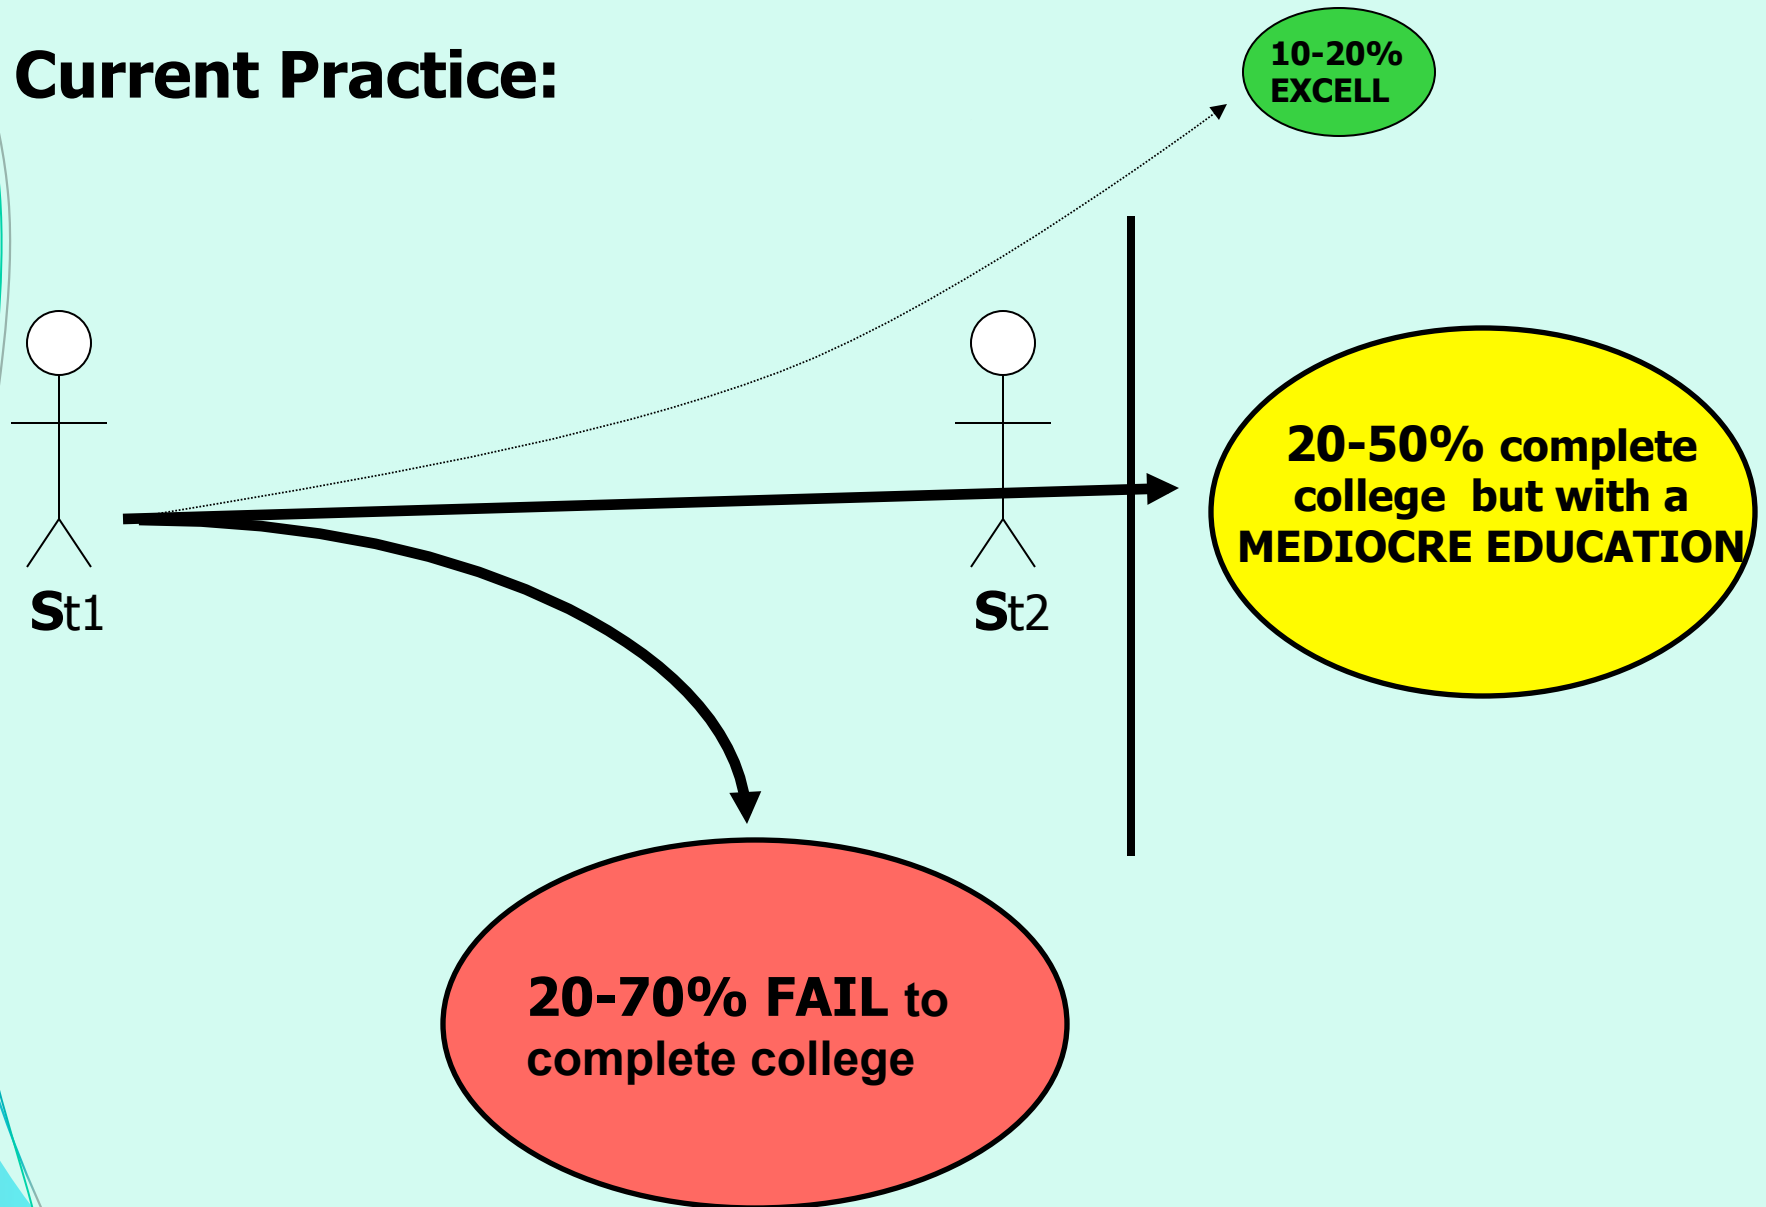 Current Practice:
10-20%
EXCELL
St1
St2
20-50% complete
college but with a
MEDIOCRE EDUCATION
20-70% FAIL to
complete college